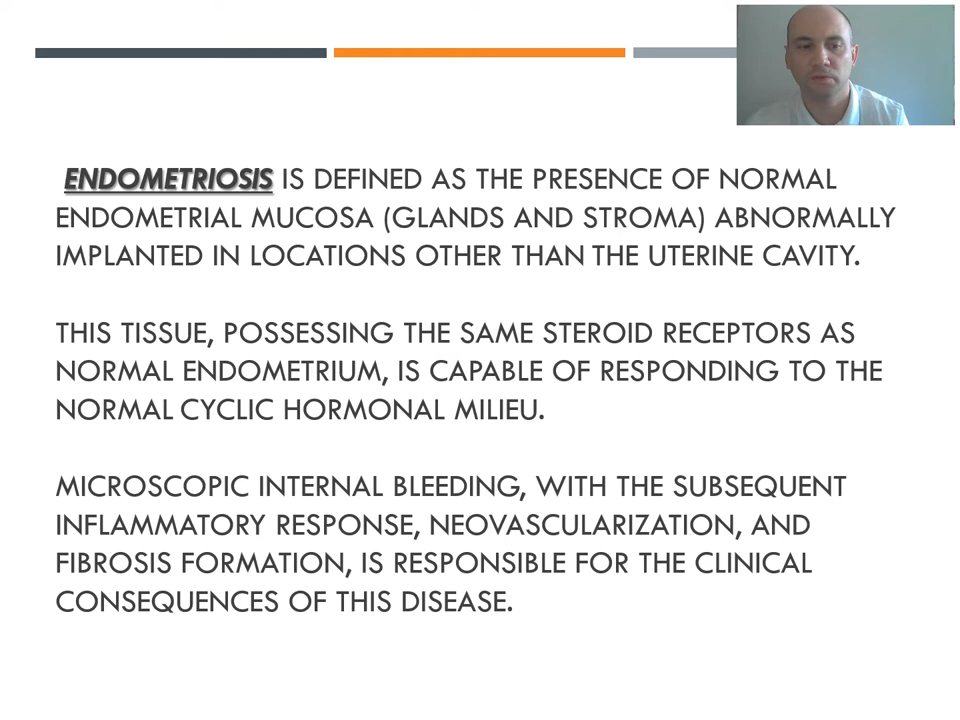 ENDOMETRIOSIS IS DEFINED AS THE PRESENCE OF NORMAL
ENDOMETRIAL MUCOSA (GLANDS AND STROMA) ABNORMALLY
IMPLANTED IN LOCATIONS OTHER THAN THE UTERINE CAVITY.
THIS TISSUE, POSSESSING THE SAME STEROID RECEPTORS AS
NORMAL ENDOMETRIUM, IS CAPABLE OF RESPONDING TO THE
NORMAL CYCLIC HORMONAL MILIEU.
MICROSCOPIC INTERNAL BLEEDING, WITH THE SUBSEQUENT
INFLAMMATORY RESPONSE, NEOVASCULARIZATION, AND
FIBROSIS FORMATION, IS RESPONSIBLE FOR THE CLINICAL
CONSEQUENCES OF THIS DISEASE.